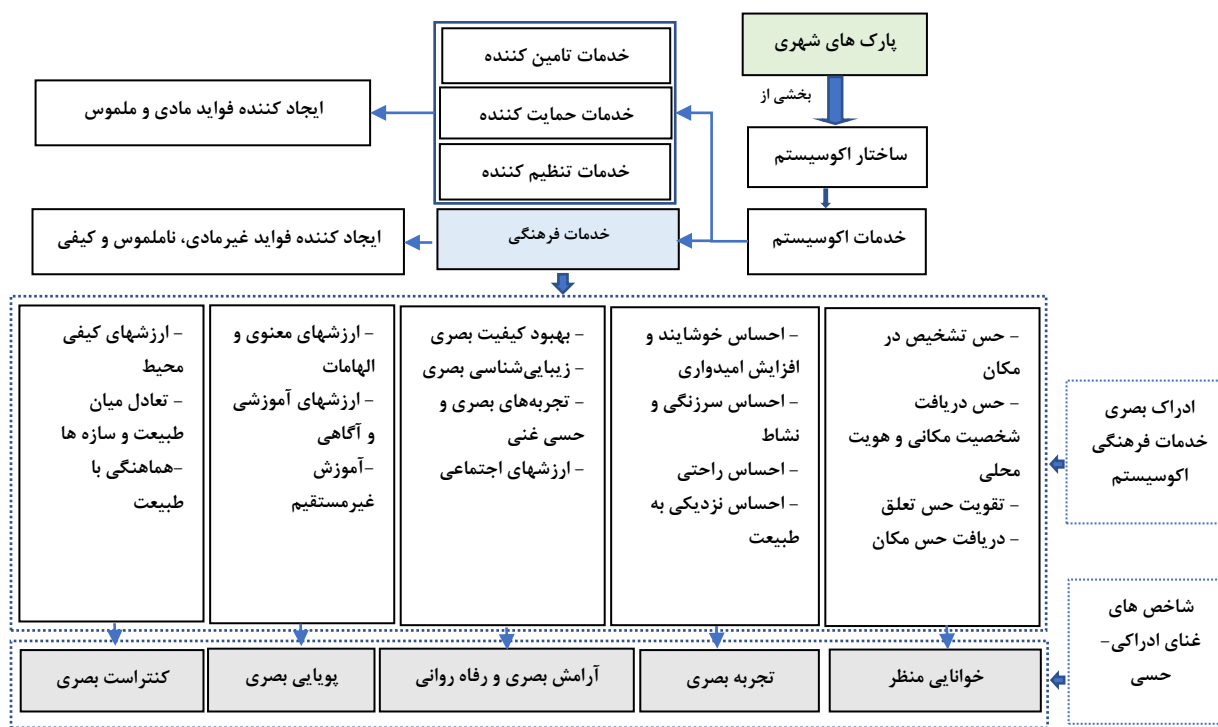 پارک های شهری
بخشی از
ساختار اکوسیستم
خدمات اکوسیستم
خدمات تامین کننده
خدمات حمایت کننده
خدمات تنظیم کننده
خدمات فرهنگی
ایجاد کننده فواید مادی و ملموس
ایجاد کننده فواید غیرمادی، ناملموس و کیفی
ادراک بصری
خدمات فرهنگی
اکوسیستم
– حس تشخیص در
مکان
– حس دریافت
شخصیت مکانی و هویت
محلی
– تقویت حس تعلق
– دریافت حس مکان
– احساس خوشایند و
افزایش امیدواری
– احساس سرزنگی و
نشاط
– احساس راحتی
– احساس نزدیکی به
طبیعت
– بهبود کیفیت بصری
– زیبایی‌شناسی بصری
– تجربه‌های بصری و
حسی غنی
– ارزشهای اجتماعی
– ارزشهای معنوی و
الهامات
– ارزشهای آموزشی
و آگاهی
–آموزش
غیرمستقیم
– ارزشهای کیفی
محیط
– تعادل میان
طبیعت و سازه ها
–هماهنگی با
طبیعت
شاخص های
غنای ادراکی–
حسی
خوانایی منظر
تجربه بصری
آرامش بصری و رفاه روانی
پویایی بصری
کنتراست بصری